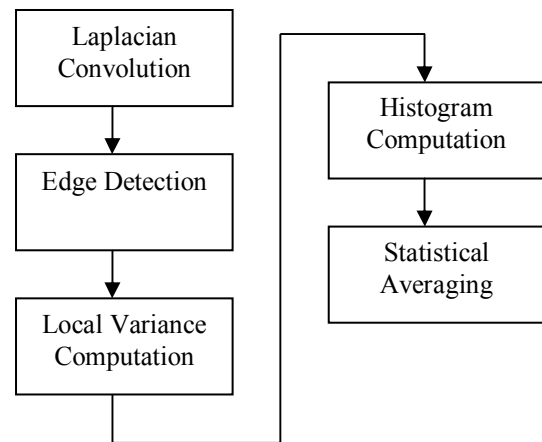 Laplacian
Convolution
Edge Detection
Local Variance
Computation
Histogram
Computation
Statistical
Averaging